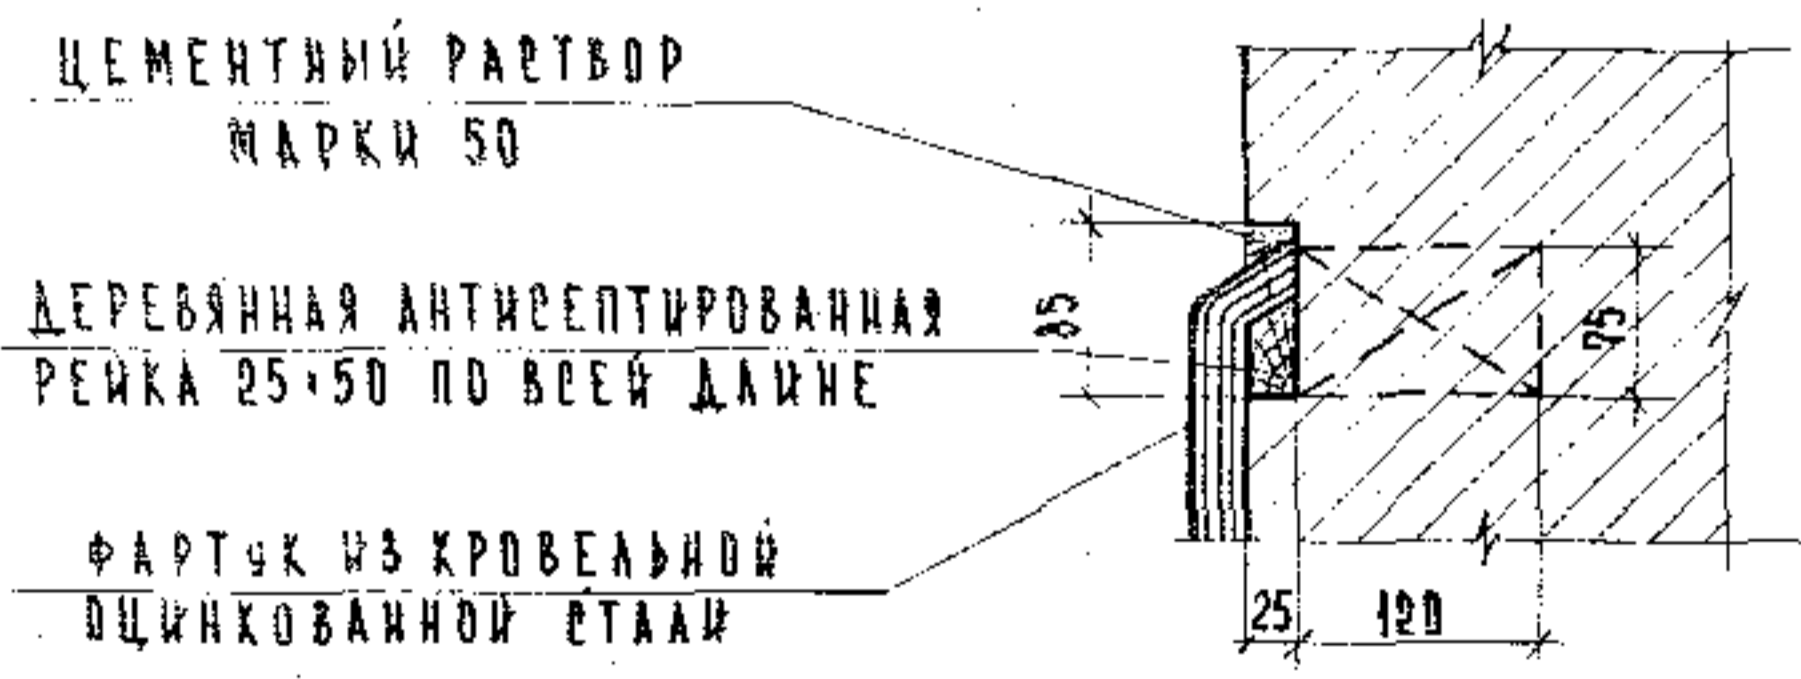 ЦЕМЕНТНЫЙ РАСТВОР
МАРКИ 50
ДЕРЕВЯННАЯ АНТИСЕПТИРОВАННАЯ
РЕЙКА 25×50 ПО ВСЕЙ ДЛИНЕ
ФАРТУК ИЗ КРОВЕЛЬНОЙ
ОЦИНКОВАННОЙ СТАЛИ
85
75
25
120